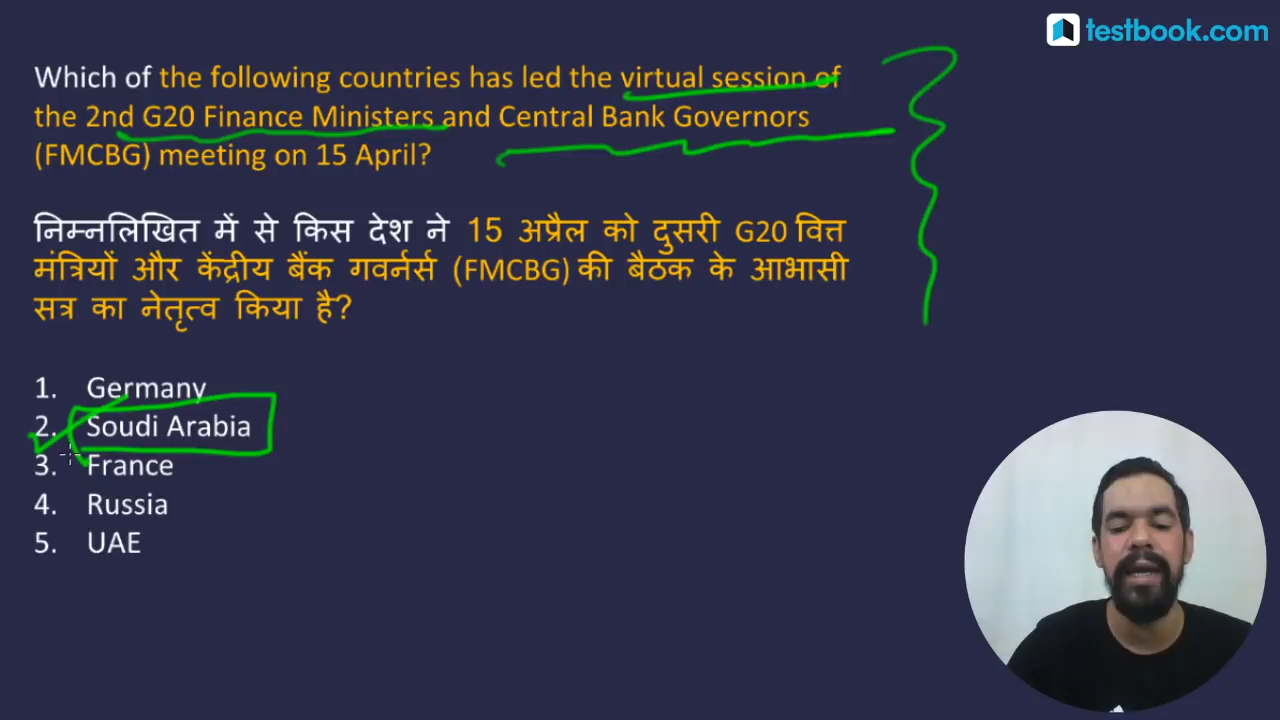 testbook.com
Which of the following countries has led the virtual session of
the 2nd G20 Finance Ministers and Central Bank Governors
(FMCBG) meeting on 15 April?
निम्नलिखित में से किस देश ने 15 अप्रैल को दुसरी G20 वित्त
मंत्रियों और केंद्रीय बैंक गवर्नर्स (FMCBG) की बैठक के आभासी
सत्र का नेतृत्व किया है?
1. Germany
2. Soudi Arabia
3. France
4. Russia
5. UAE